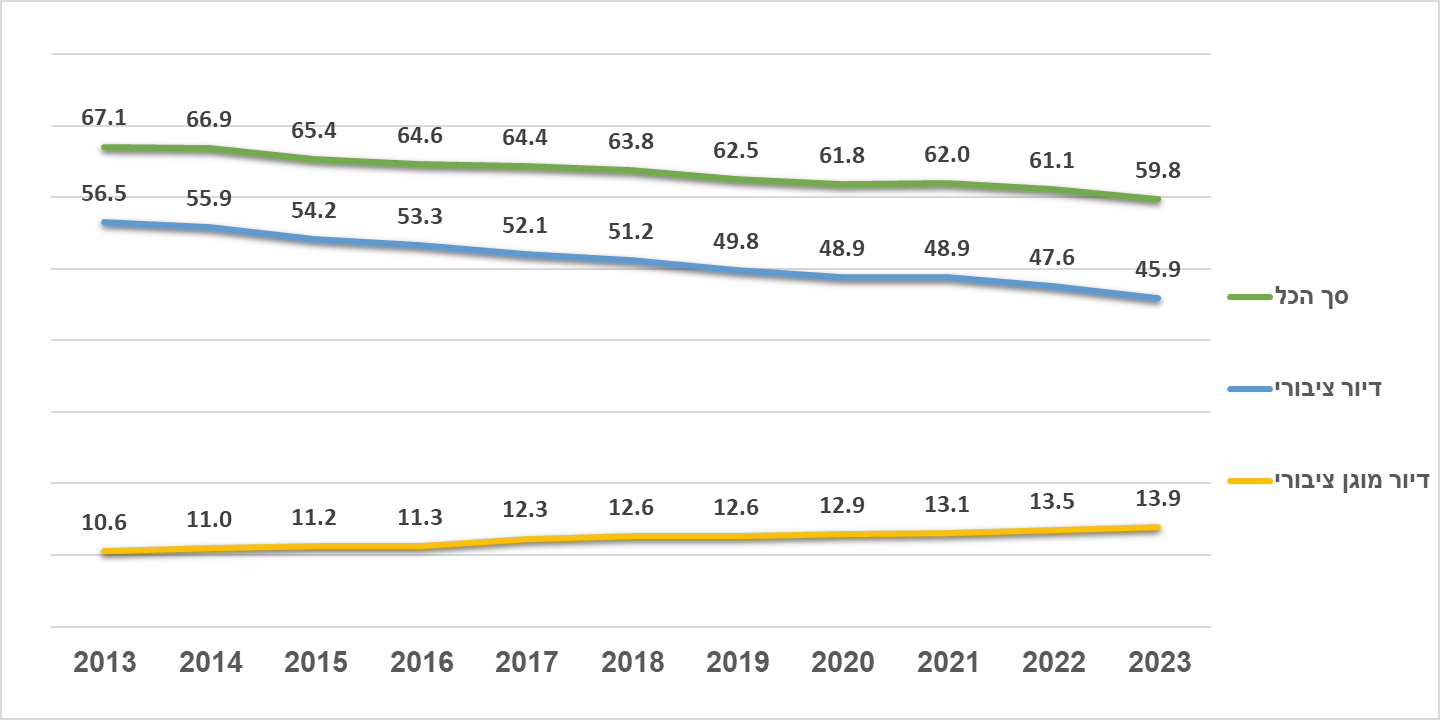 67.1 66.9 65.4 64.6 64.4 63.8 62.5 61.8 62.0 61.1 59.8
56.5 55.9 54.2 53.3 52.1 51.2 49.8 48.9 48.9 47.6 45.9
10.6 11.0 11.2 11.3 12.3 12.6 12.6 12.9 13.1 13.5 13.9
2013 2014 2015 2016 2017 2018 2019 2020 2021 2022 2023
סך הכל
דיור ציבורי
דיור מוגן ציבורי